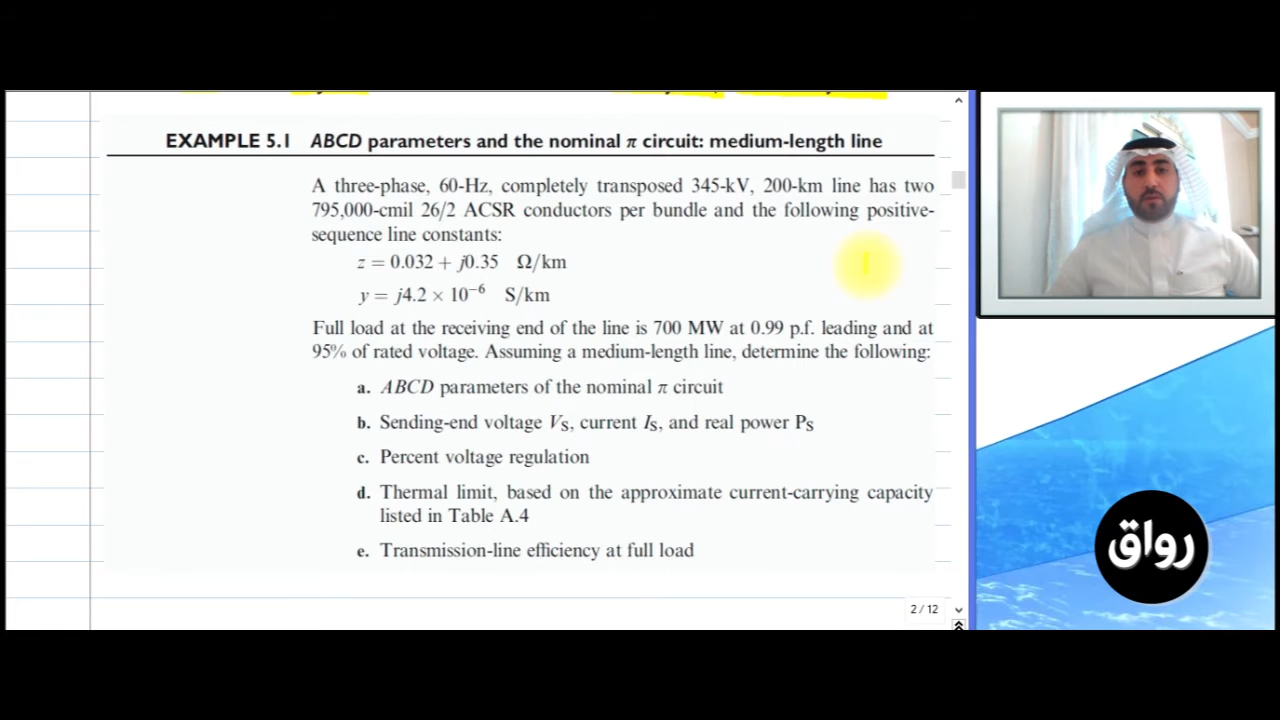 EXAMPLE 5.1 ABCD parameters and the nominal π circuit: medium-length line
A three-phase, 60-Hz, completely transposed 345-kV, 200-km line has two
795,000-cmil 26/2 ACSR conductors per bundle and the following positive-
sequence line constants:
z = 0.032 + j0.35 Ω/km
y = j4.2 × 10⁻⁶ S/km
Full load at the receiving end of the line is 700 MW at 0.99 p.f. leading and at
95% of rated voltage. Assuming a medium-length line, determine the following:
a. ABCD parameters of the nominal π circuit
b. Sending-end voltage VS, current IS, and real power PS
c. Percent voltage regulation
d. Thermal limit, based on the approximate current-carrying capacity
listed in Table A.4
e. Transmission-line efficiency at full load
2 / 12
رواق